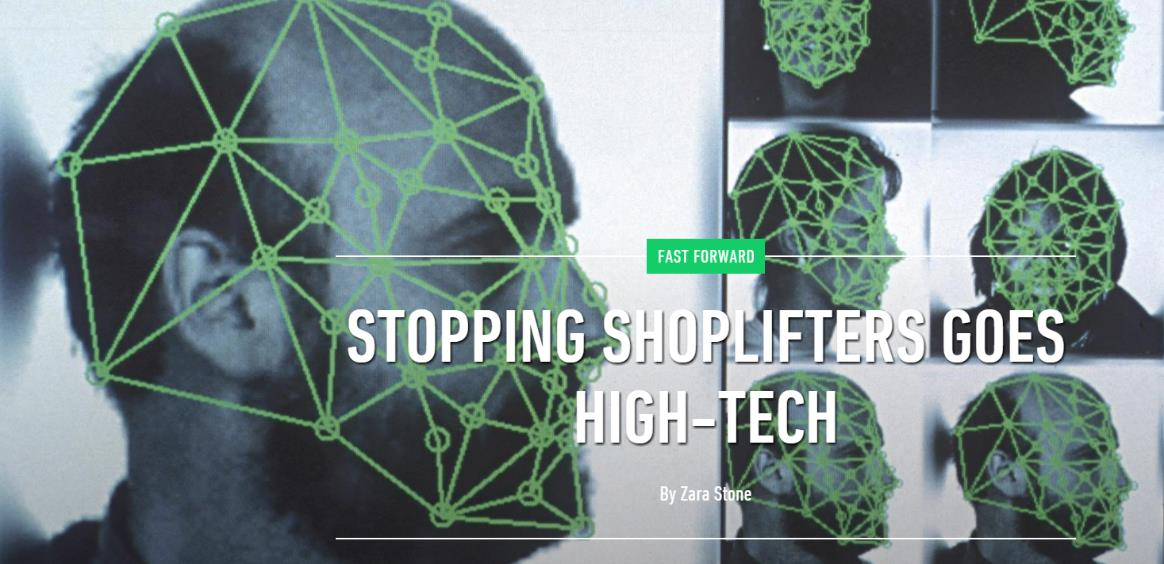 FAST FORWARD
STOPPING SHOPLIFTERS GOES
HIGH-TECH
By Zara Stone